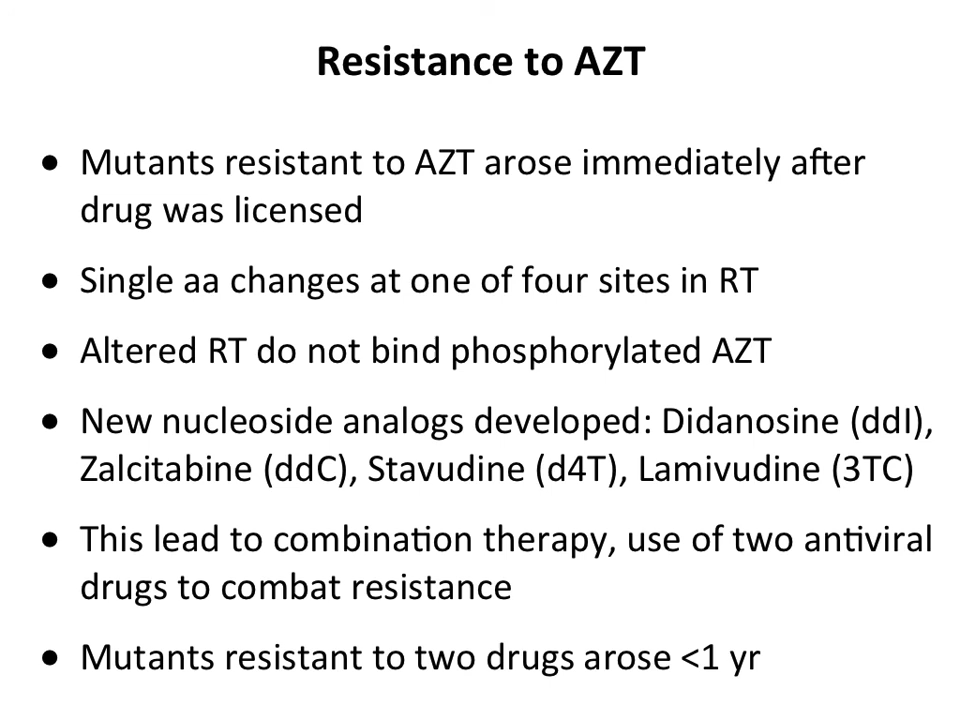 Resistance to AZT
• Mutants resistant to AZT arose immediately after
drug was licensed
• Single aa changes at one of four sites in RT
• Altered RT do not bind phosphorylated AZT
• New nucleoside analogs developed: Didanosine (ddI),
Zalcitabine (ddC), Stavudine (d4T), Lamivudine (3TC)
• This lead to combination therapy, use of two antiviral
drugs to combat resistance
• Mutants resistant to two drugs arose <1 yr